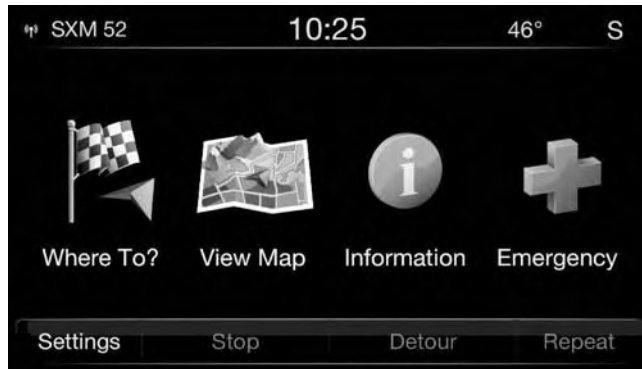 SXM 52 10:25 46° S
Where To? View Map Information Emergency
Settings Stop Detour Repeat